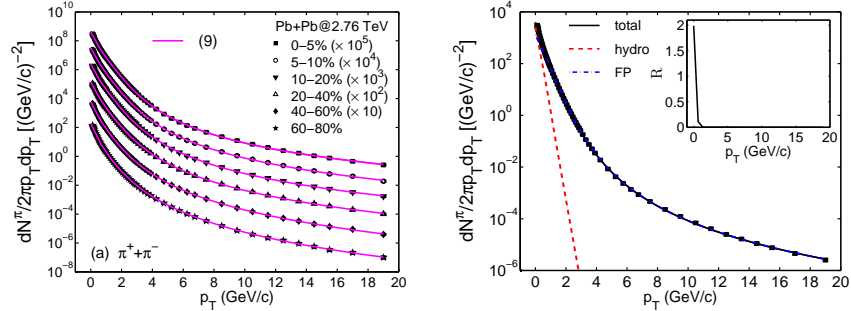 (9)
Pb+Pb@2.76 TeV
0−5% (× 10^5)
5−10% (× 10^4)
10−20% (× 10^3)
20−40% (× 10^2)
40−60% (× 10)
60−80%
dN^π/2πp_T dp_T [(GeV/c)^−2]
10^10
10^8
10^6
10^4
10^2
10^0
10^−2
10^−4
10^−6
10^−8
(a) π^+ +π^−
0 2 4 6 8 10 12 14 16 18 20
p_T (GeV/c)
total
hydro
FP
dN^π/2πp_T dp_T [(GeV/c)^−2]
10^4
10^2
10^0
10^−2
10^−4
10^−6
R
2
1.5
1
0.5
0
0 5 10 15 20
p_T (GeV/c)
0 4 8 12 16 20
p_T (GeV/c)